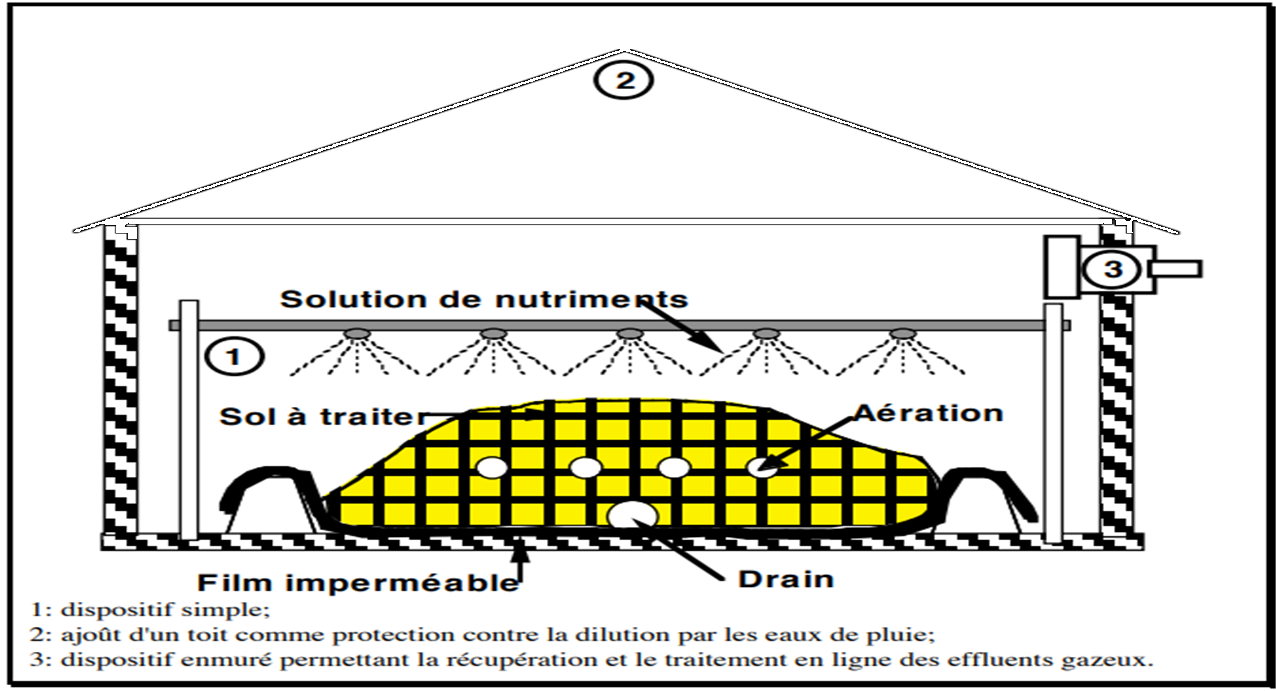 2
3
Solution de nutriments
1
Sol à traiter
Aération
Film imperméable
Drain
1: dispositif simple;
2: ajoût d'un toit comme protection contre la dilution par les eaux de pluie;
3: dispositif enmuré permettant la récupération et le traitement en ligne des effluents gazeux.